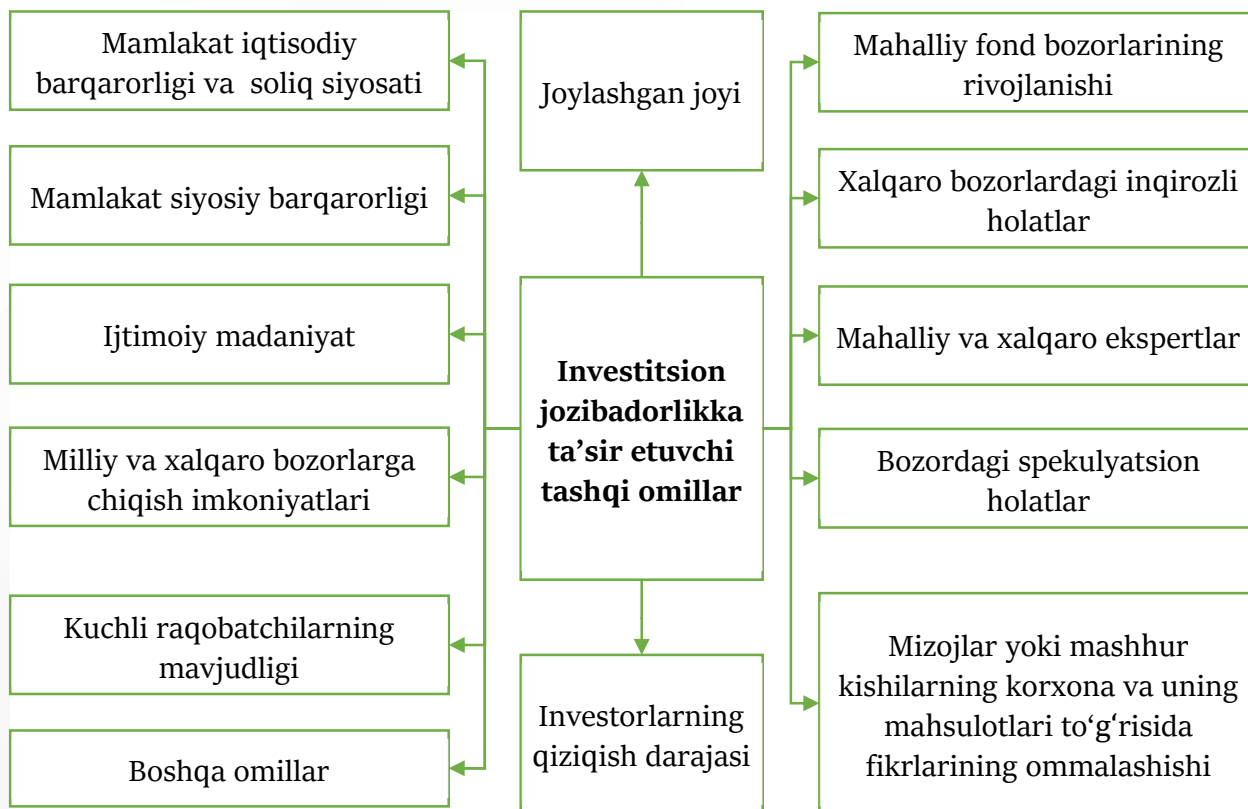 Mamlakat iqtisodiy
barqarorligi va soliq siyosati
Mamlakat siyosiy barqarorligi
Ijtimoiy madaniyat
Milliy va xalqaro bozorlarga
chiqish imkoniyatlari
Kuchli raqobatchilarning
mavjudligi
Boshqa omillar
Joylashgan joyi
Investitsion
jozibadorlikka
ta’sir etuvchi
tashqi omillar
Investorlarning
qiziqish darajasi
Mahalliy fond bozorlarining
rivojlanishi
Xalqaro bozorlardagi inqirozli
holatlar
Mahalliy va xalqaro ekspertlar
Bozordagi spekulyatsion
holatlar
Mizojlar yoki mashhur
kishilarning korxona va uning
mahsulotlari to‘g‘risida
fikrlarining ommalashishi